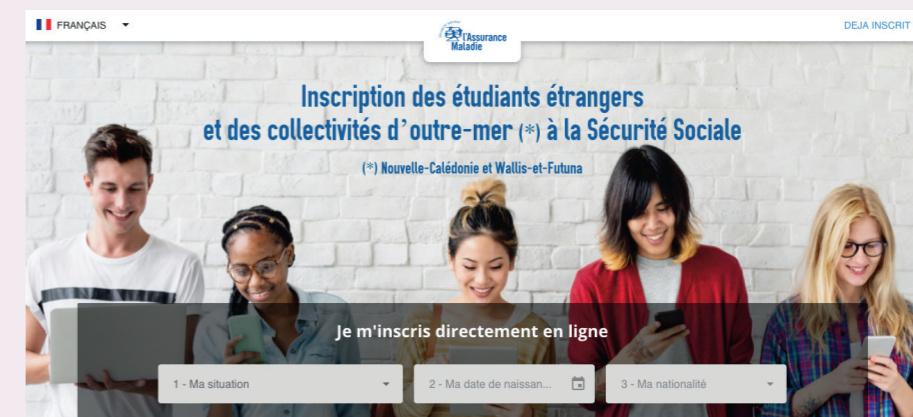 FRANÇAIS
DEJA INSCRIT
l'Assurance
Maladie
Inscription des étudiants étrangers
et des collectivités d’outre-mer (*) à la Sécurité Sociale
(*) Nouvelle-Calédonie et Wallis-et-Futuna
Je m'inscris directement en ligne
1 - Ma situation
2 - Ma date de naissan...
3 - Ma nationalité